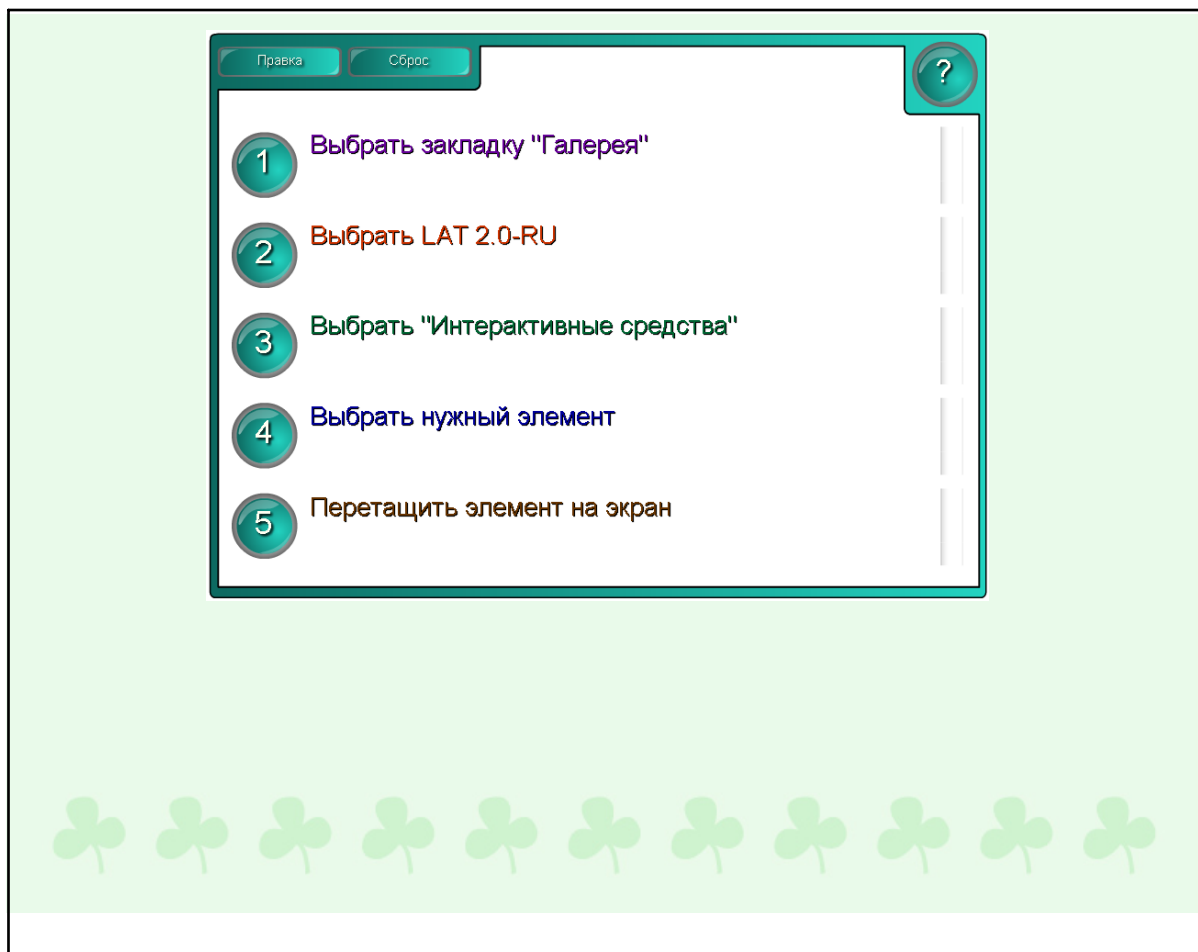 Правка Сброс ?
1 Выбрать закладку "Галерея"
2 Выбрать LAT 2.0-RU
3 Выбрать "Интерактивные средства"
4 Выбрать нужный элемент
5 Перетащить элемент на экран